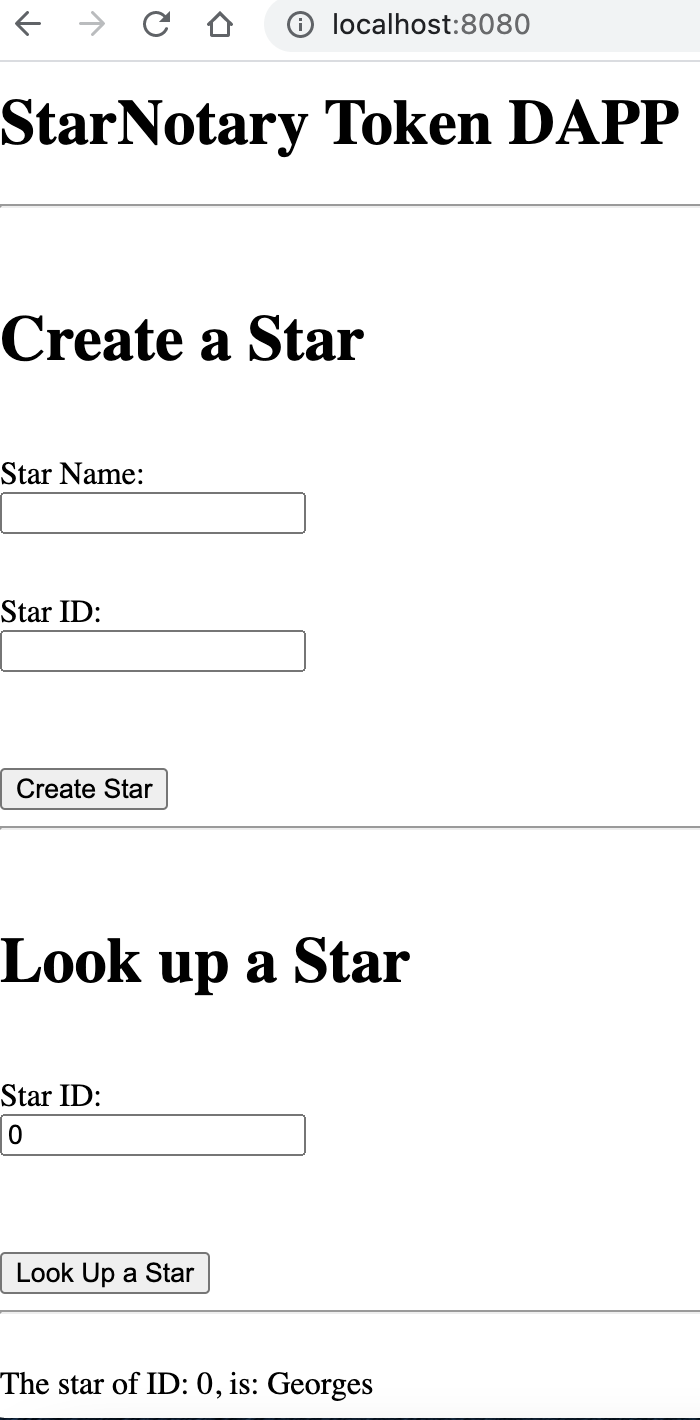 localhost:8080
StarNotary Token DAPP
Create a Star
Star Name:
Star ID:
Create Star
Look up a Star
Star ID:
0
Look Up a Star
The star of ID: 0, is: Georges